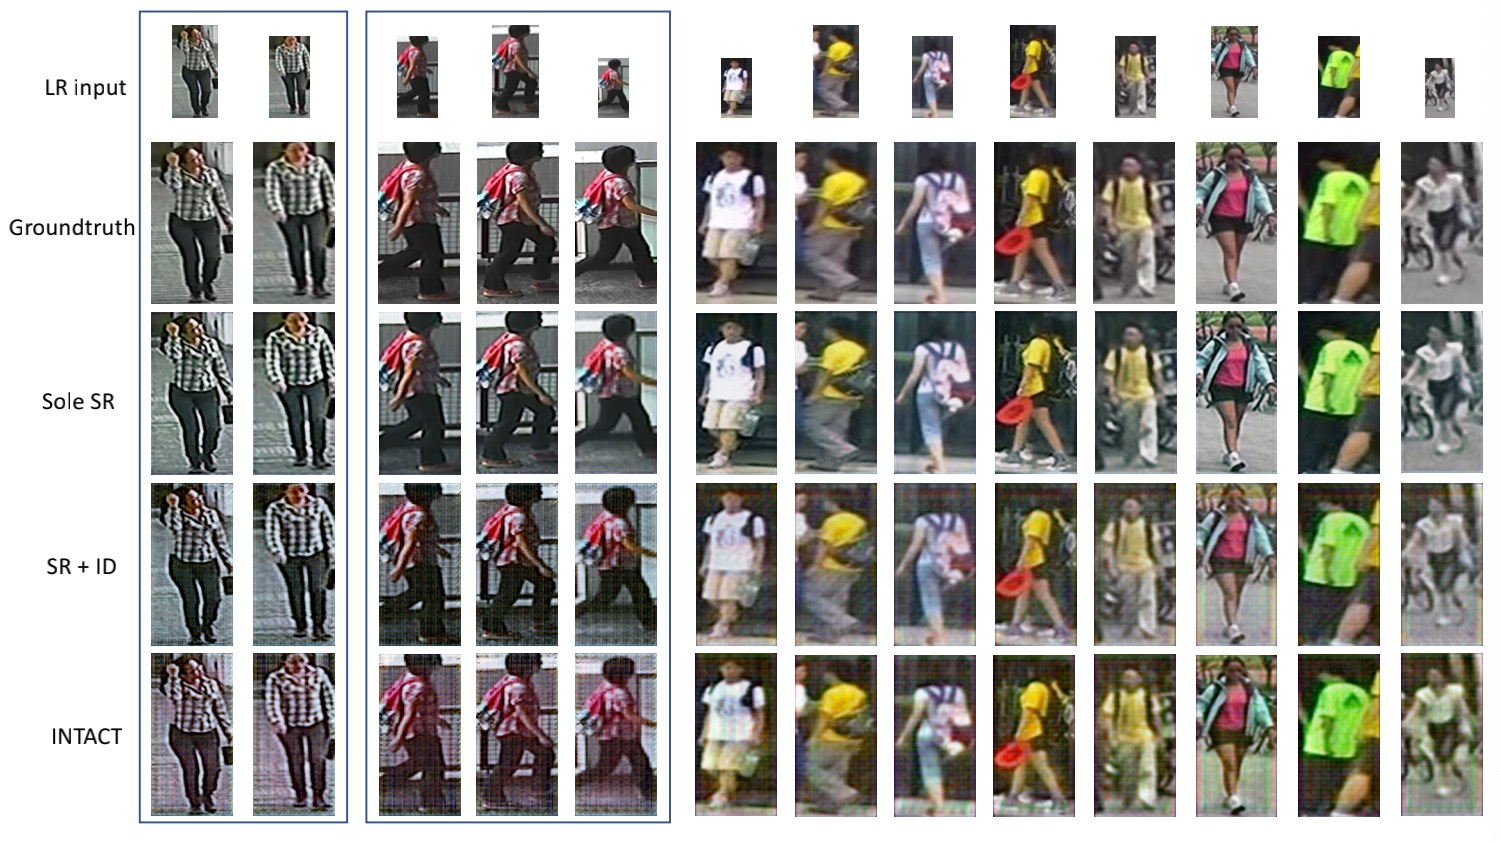 LR input
Groundtruth
Sole SR
SR + ID
INTACT